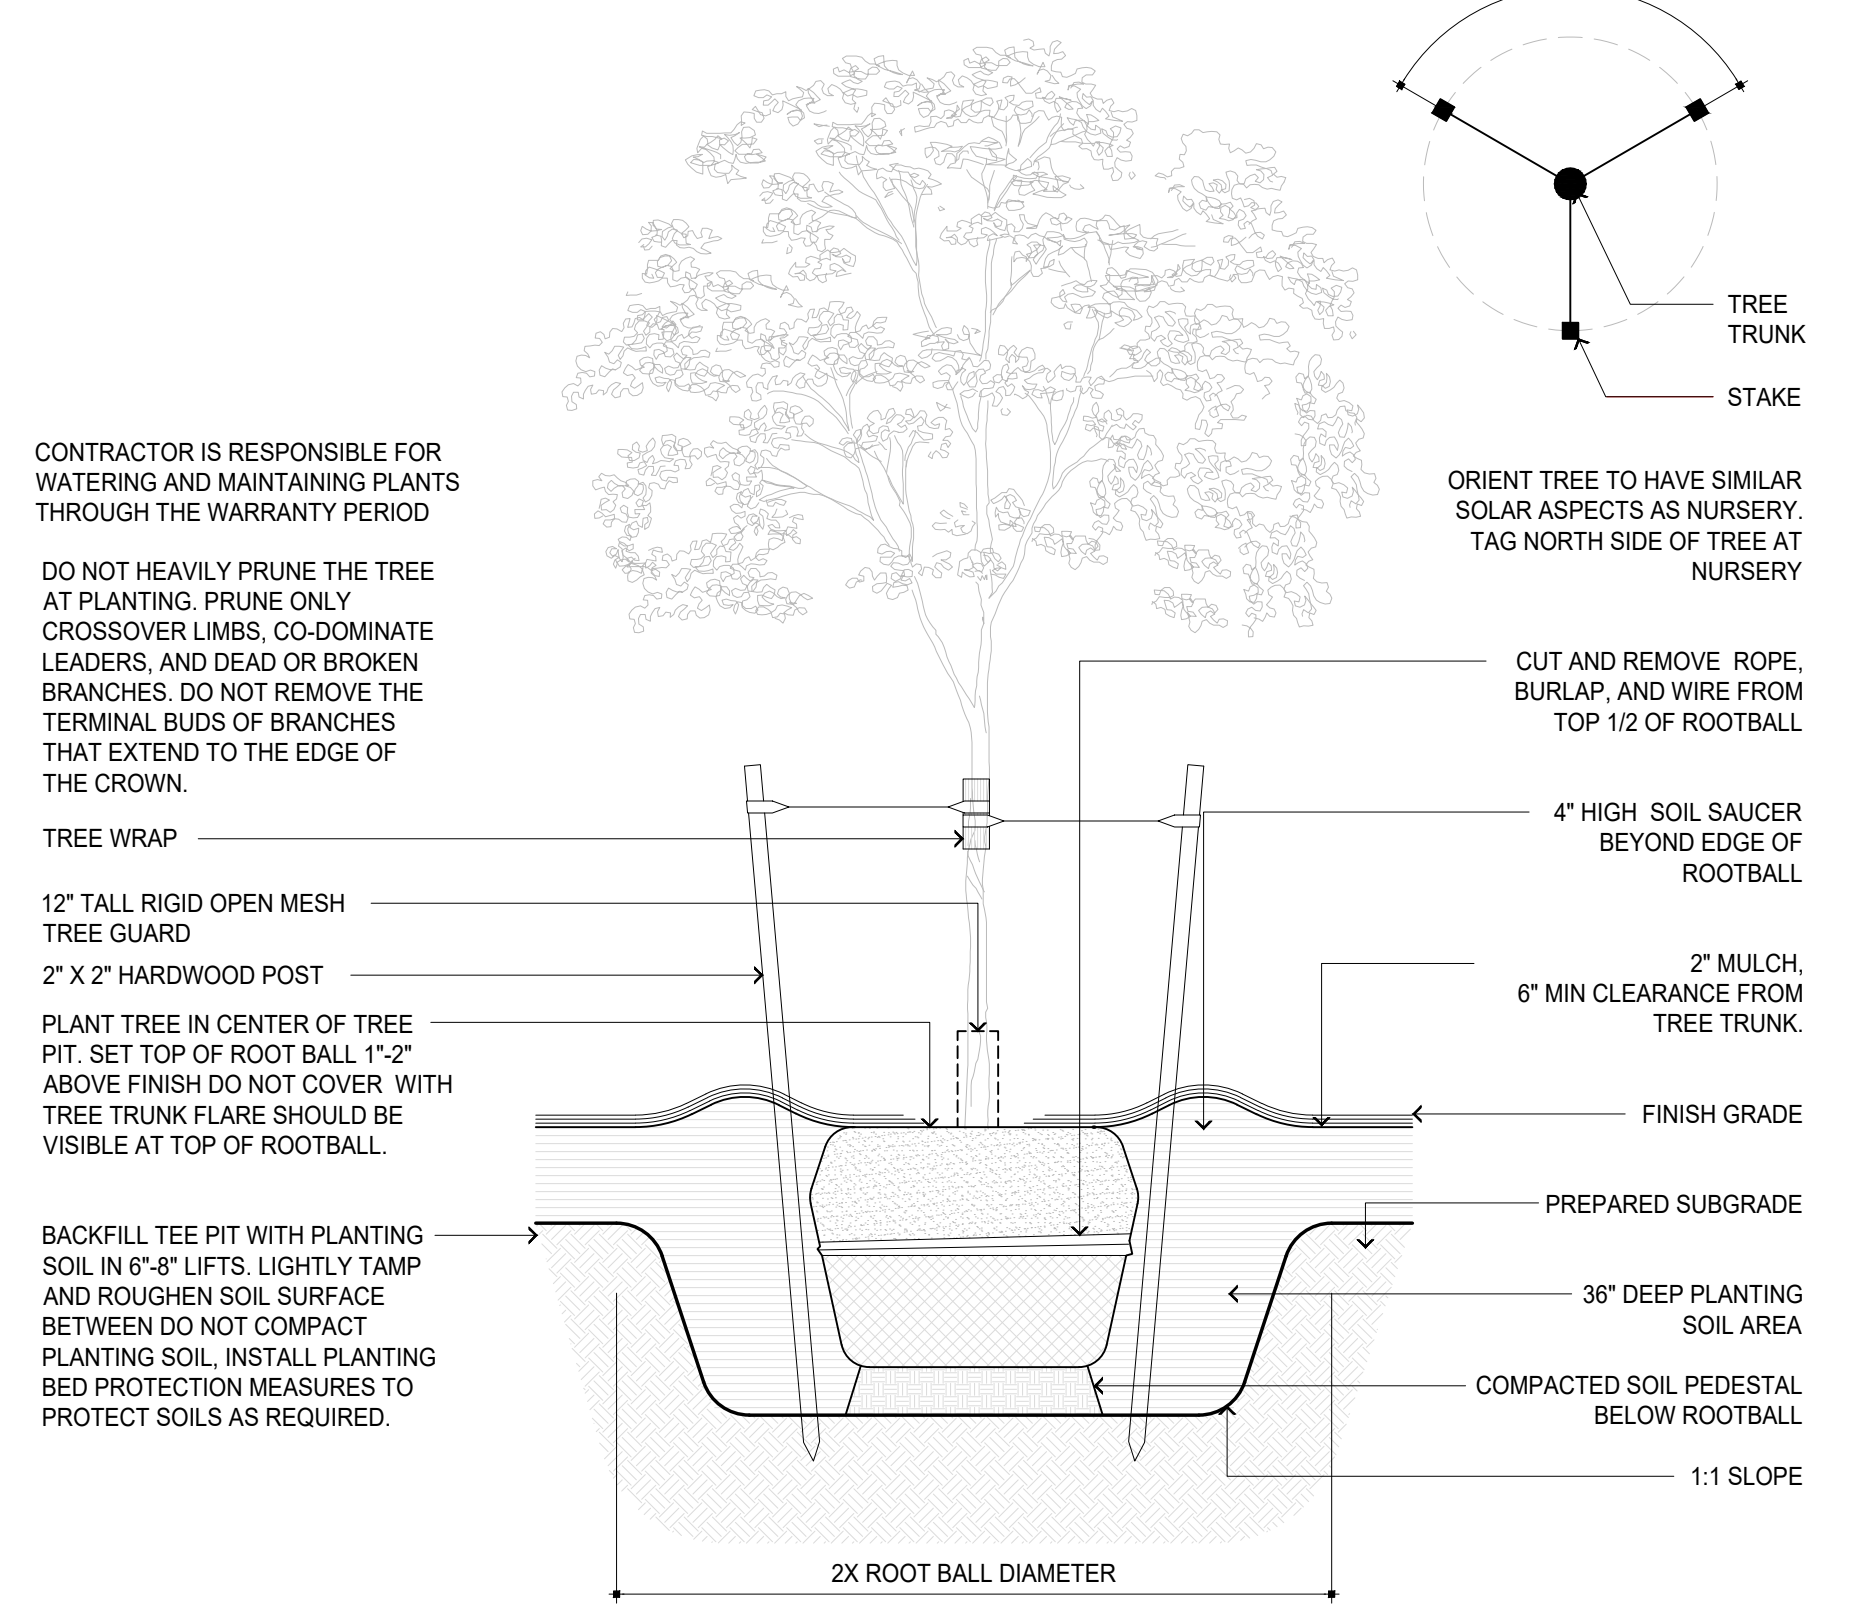 TREE
TRUNK
STAKE
CONTRACTOR IS RESPONSIBLE FOR
WATERING AND MAINTAINING PLANTS
THROUGH THE WARRANTY PERIOD
DO NOT HEAVILY PRUNE THE TREE
AT PLANTING. PRUNE ONLY
CROSSOVER LIMBS, CO-DOMINATE
LEADERS, AND DEAD OR BROKEN
BRANCHES. DO NOT REMOVE THE
TERMINAL BUDS OF BRANCHES
THAT EXTEND TO THE EDGE OF
THE CROWN.
TREE WRAP
12" TALL RIGID OPEN MESH
TREE GUARD
2" X 2" HARDWOOD POST
PLANT TREE IN CENTER OF TREE
PIT. SET TOP OF ROOT BALL 1"-2"
ABOVE FINISH DO NOT COVER WITH
TREE TRUNK FLARE SHOULD BE
VISIBLE AT TOP OF ROOTBALL.
BACKFILL TEE PIT WITH PLANTING
SOIL IN 6"-8" LIFTS. LIGHTLY TAMP
AND ROUGHEN SOIL SURFACE
BETWEEN DO NOT COMPACT
PLANTING SOIL, INSTALL PLANTING
BED PROTECTION MEASURES TO
PROTECT SOILS AS REQUIRED.
ORIENT TREE TO HAVE SIMILAR
SOLAR ASPECTS AS NURSERY.
TAG NORTH SIDE OF TREE AT
NURSERY
CUT AND REMOVE ROPE,
BURLAP, AND WIRE FROM
TOP 1/2 OF ROOTBALL
4" HIGH SOIL SAUCER
BEYOND EDGE OF
ROOTBALL
2" MULCH,
6" MIN CLEARANCE FROM
TREE TRUNK.
FINISH GRADE
PREPARED SUBGRADE
36" DEEP PLANTING
SOIL AREA
COMPACTED SOIL PEDESTAL
BELOW ROOTBALL
1:1 SLOPE
2X ROOT BALL DIAMETER